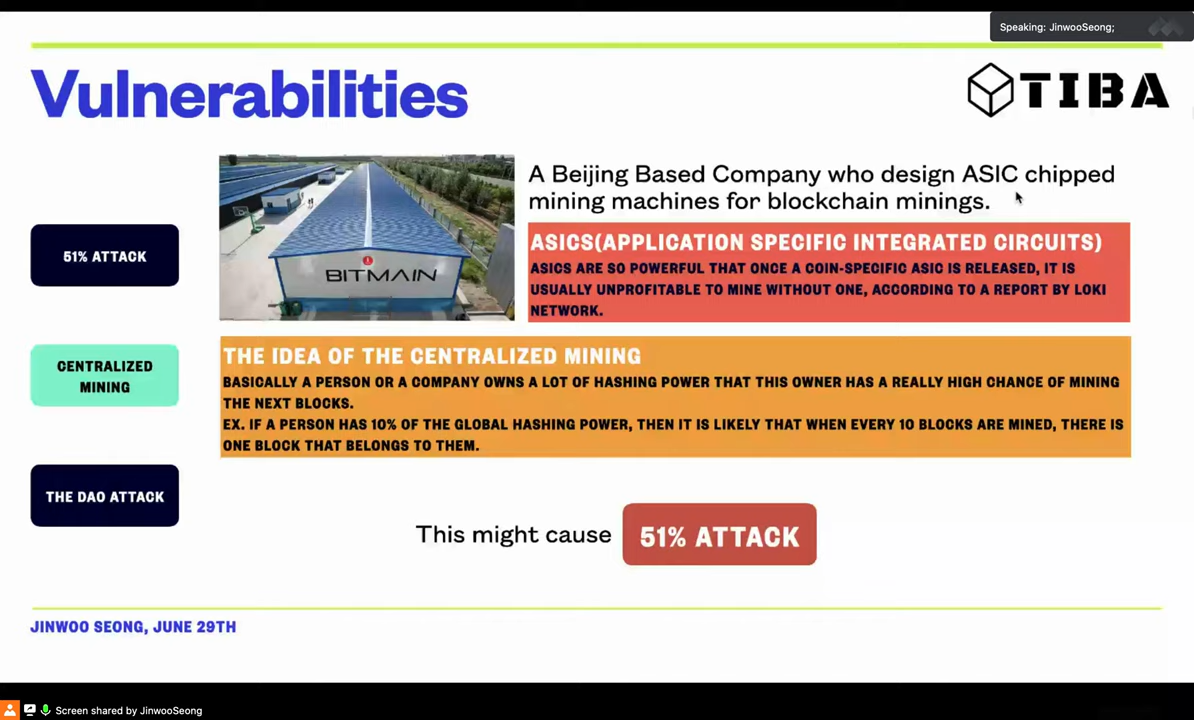 Speaking: JinwooSeong;
Vulnerabilities
TIBA
A Beijing Based Company who design ASIC chipped
mining machines for blockchain minings.
BITMAIN
51% ATTACK
ASICS(APPLICATION SPECIFIC INTEGRATED CIRCUITS)
ASICS ARE SO POWERFUL THAT ONCE A COIN-SPECIFIC ASIC IS RELEASED, IT IS
USUALLY UNPROFITABLE TO MINE WITHOUT ONE, ACCORDING TO A REPORT BY LOKI
NETWORK.
CENTRALIZED
MINING
THE IDEA OF THE CENTRALIZED MINING
BASICALLY A PERSON OR A COMPANY OWNS A LOT OF HASHING POWER THAT THIS OWNER HAS A REALLY HIGH CHANCE OF MINING
THE NEXT BLOCKS.
EX. IF A PERSON HAS 10% OF THE GLOBAL HASHING POWER, THEN IT IS LIKELY THAT WHEN EVERY 10 BLOCKS ARE MINED, THERE IS
ONE BLOCK THAT BELONGS TO THEM.
THE DAO ATTACK
This might cause
51% ATTACK
JINWOO SEONG, JUNE 29TH
Screen shared by JinwooSeong